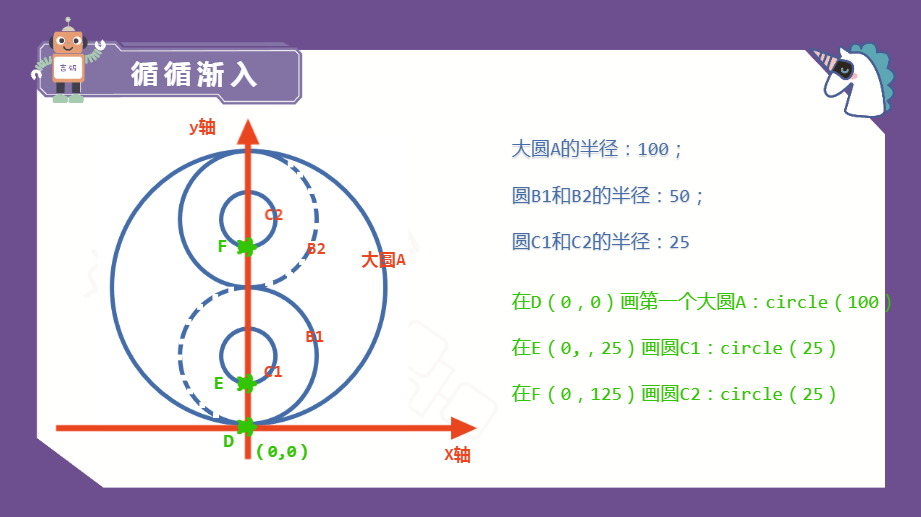 循循渐入
y轴
C2
F
B2
大圆A
B1
C1
E
D
(0,0)
X轴
大圆A的半径：100；
圆B1和B2的半径：50；
圆C1和C2的半径：25
在D（0，0）画第一个大圆A：circle（100）
在E（0,，25）画圆C1：circle（25）
在F（0，125）画圆C2：circle（25）